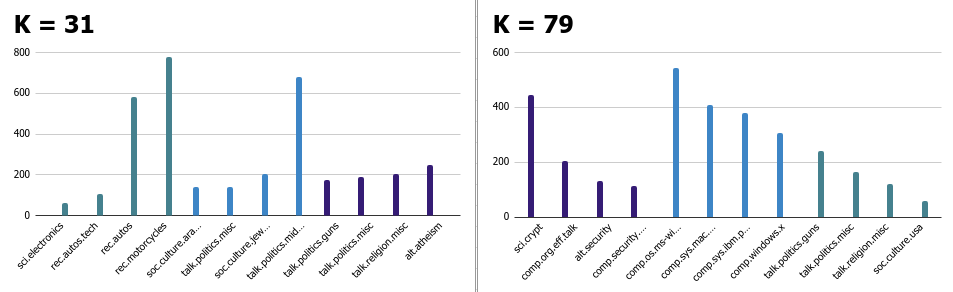 K = 31
800
600
400
200
0
sci.electronics
rec.autos.tech
rec.autos
rec.motorcycles
soc.culture.ara...
talk.politics.misc
soc.culture.jew...
talk.politics.mid...
talk.politics.guns
talk.politics.misc
talk.religion.misc
alt.atheism
K = 79
600
400
200
0
sci.crypt
comp.org.eff.talk
alt.security
comp.security....
comp.os.ms-wi...
comp.sys.mac....
comp.sys.ibm.p...
comp.windows.x
talk.politics.guns
talk.politics.misc
talk.religion.misc
soc.culture.usa